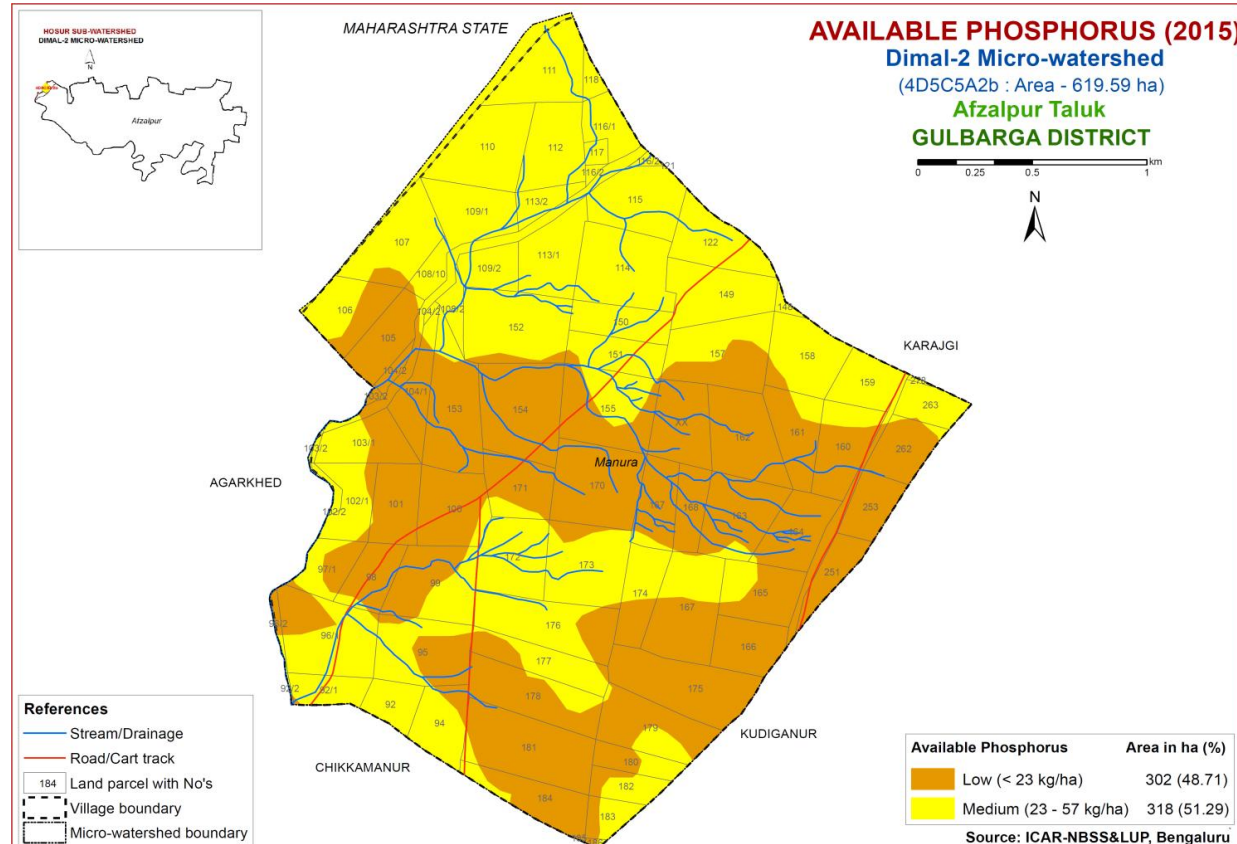 HOSUR SUB-WATERSHED
DIMAL-2 MICRO-WATERSHED
N
Afzalpur
MAHARASHTRA STATE
AVAILABLE PHOSPHORUS (2015)
Dimal-2 Micro-watershed
(4D5C5A2b : Area - 619.59 ha)
Afzalpur Taluk
GULBARGA DISTRICT
0 0.25 0.5 1 km
N
111
118
116/1
110
112
117
116/2
115
113/2
109/1
107
122
113/1
109/2
108/10
114
149
106
104/2
150
152
105
151
157
158
KARAJGI
159
104/2
104/1
263
153
154
155
XX
162
161
160
262
103/1
Manura
AGARKHED
171
170
168
163
253
102/1
101
172
173
251
97/1
98
99
174
167
165
176
166
95
177
175
178
92/1
92
94
179
KUDIGANUR
181
180
CHIKKAMANUR
182
184
183
References
Stream/Drainage
Road/Cart track
184 Land parcel with No's
Village boundary
Micro-watershed boundary
Available Phosphorus Area in ha (%)
Low (< 23 kg/ha) 302 (48.71)
Medium (23 - 57 kg/ha) 318 (51.29)
Source: ICAR-NBSS&LUP, Bengaluru